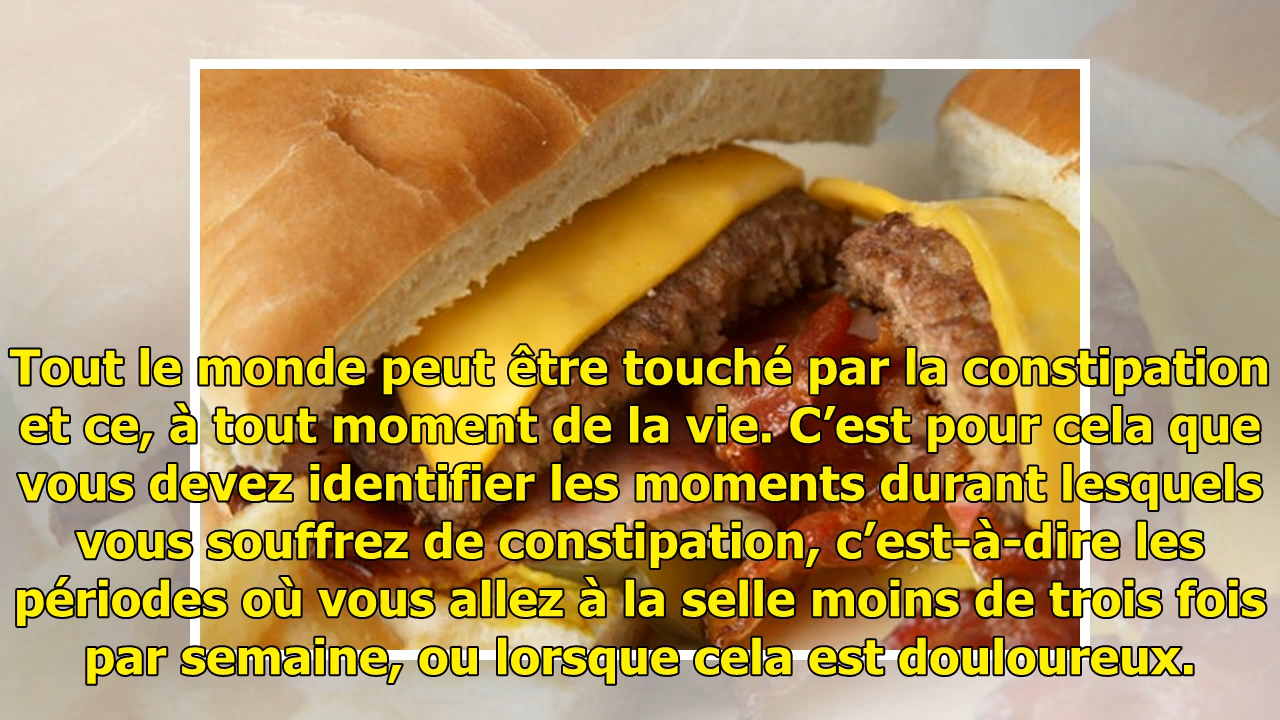 Tout le monde peut être touché par la constipation
et ce, à tout moment de la vie. C’est pour cela que
vous devez identifier les moments durant lesquels
vous souffrez de constipation, c’est-à-dire les
périodes où vous allez à la selle moins de trois fois
par semaine, ou lorsque cela est douloureux.